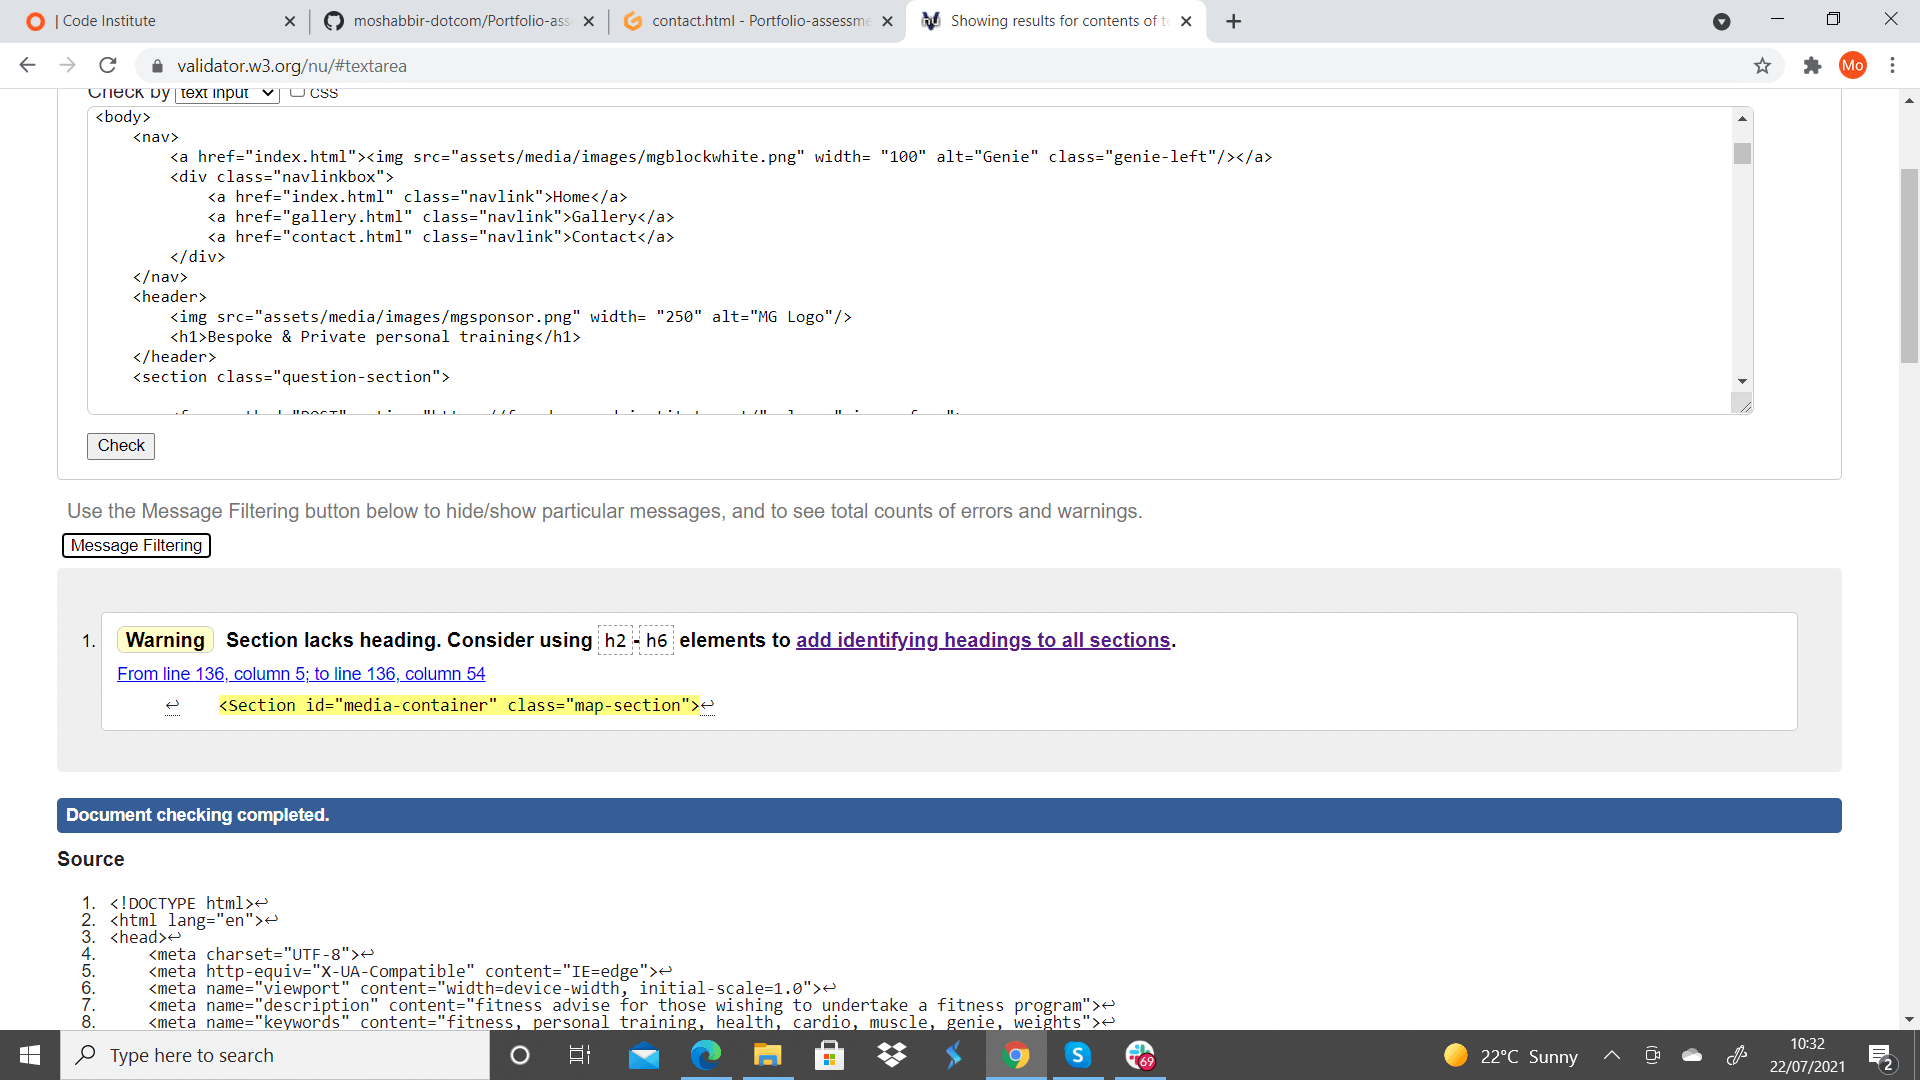 | Code Institute
moshabbir-dotcom/Portfolio-ass
contact.html - Portfolio-assessme
Showing results for contents of te
validator.w3.org/nu/#textarea
Mo
Check by text input css
<body>
<nav>
<a href="index.html"><img src="assets/media/images/mgblockwhite.png" width= "100" alt="Genie" class="genie-left"/></a>
<div class="navlinkbox">
<a href="index.html" class="navlink">Home</a>
<a href="gallery.html" class="navlink">Gallery</a>
<a href="contact.html" class="navlink">Contact</a>
</div>
</nav>
<header>
<img src="assets/media/images/mgsponsor.png" width= "250" alt="MG Logo"/>
<h1>Bespoke & Private personal training</h1>
</header>
<section class="question-section">
Check
Use the Message Filtering button below to hide/show particular messages, and to see total counts of errors and warnings.
Message Filtering
1. Warning Section lacks heading. Consider using h2-h6 elements to add identifying headings to all sections.
From line 136, column 5; to line 136, column 54
↩ <Section id="media-container" class="map-section">↩
Document checking completed.
Source
1. <!DOCTYPE html>↩
2. <html lang="en">↩
3. <head>↩
4. <meta charset="UTF-8">↩
5. <meta http-equiv="X-UA-Compatible" content="IE=edge">↩
6. <meta name="viewport" content="width=device-width, initial-scale=1.0">↩
7. <meta name="description" content="fitness advise for those wishing to undertake a fitness program">↩
8. <meta name="keywords" content="fitness, personal training, health, cardio, muscle, genie, weights">↩
Type here to search
69
22°C Sunny
10:32
22/07/2021
2